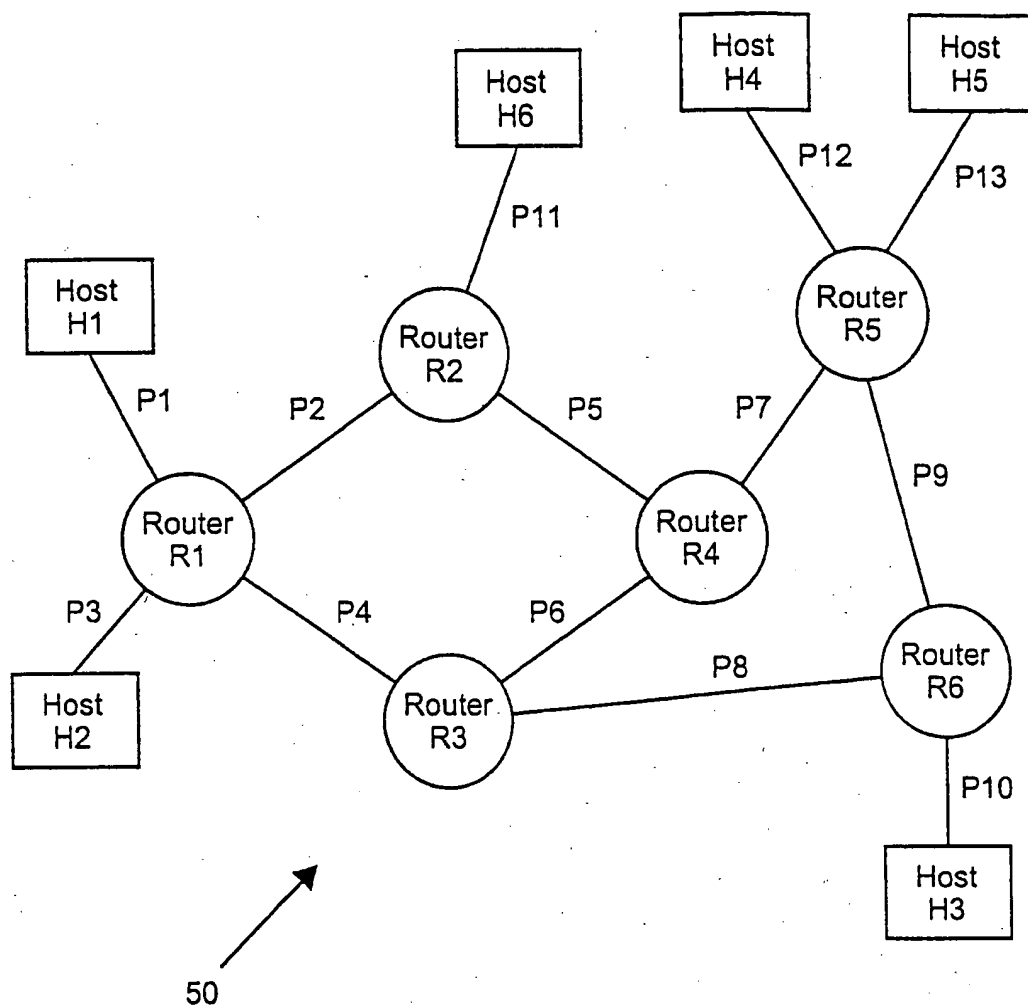 Host
H4
Host
H5
Host
H6
P12
P13
P11
Host
H1
Router
R5
Router
R2
P1
P2
P5
P7
P9
Router
R1
Router
R4
P3
P4
P6
P8
Router
R6
Host
H2
Router
R3
P10
Host
H3
50